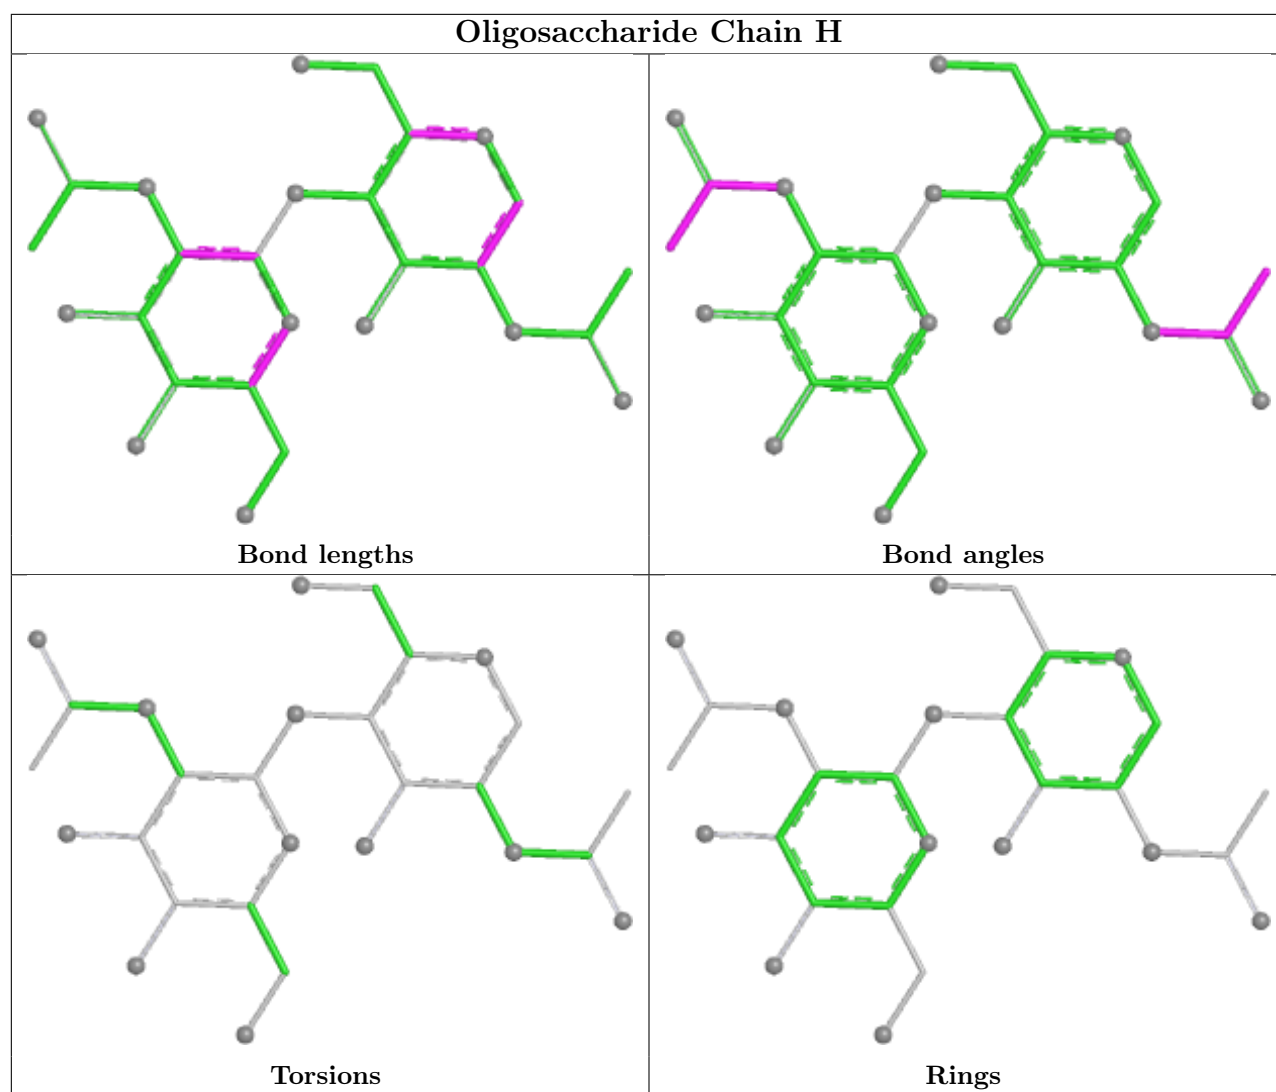 Oligosaccharide Chain H
Bond lengths
Bond angles
Torsions
Rings